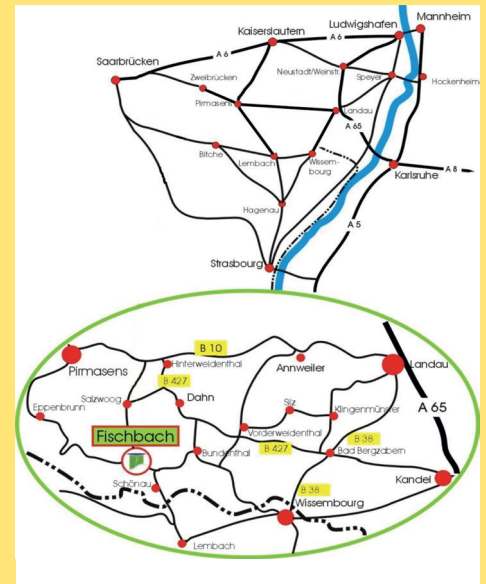 Mannheim
Ludwigshafen
Kaiserslautern
A 6
A 6
Saarbrücken
Neustadt/Weinstr.
Speyer
Hockenheim
Zweibrücken
Pirmasens
Landau
A 65
Bitche
Lembach
Wissem-
bourg
Karlsruhe
A 8
Hagenau
A 5
Strasbourg
B 10
Pirmasens
Hinterweidenthal
Annweiler
Landau
B 427
Salzwoog
Dahn
Silz
Klingenmünster
A 65
Eppenbrunn
Fischbach
Vorderweidenthal
B 38
Bundenthal
B 427
Bad Bergzabern
Schönau
Kandel
B 38
Wissembourg
Lembach